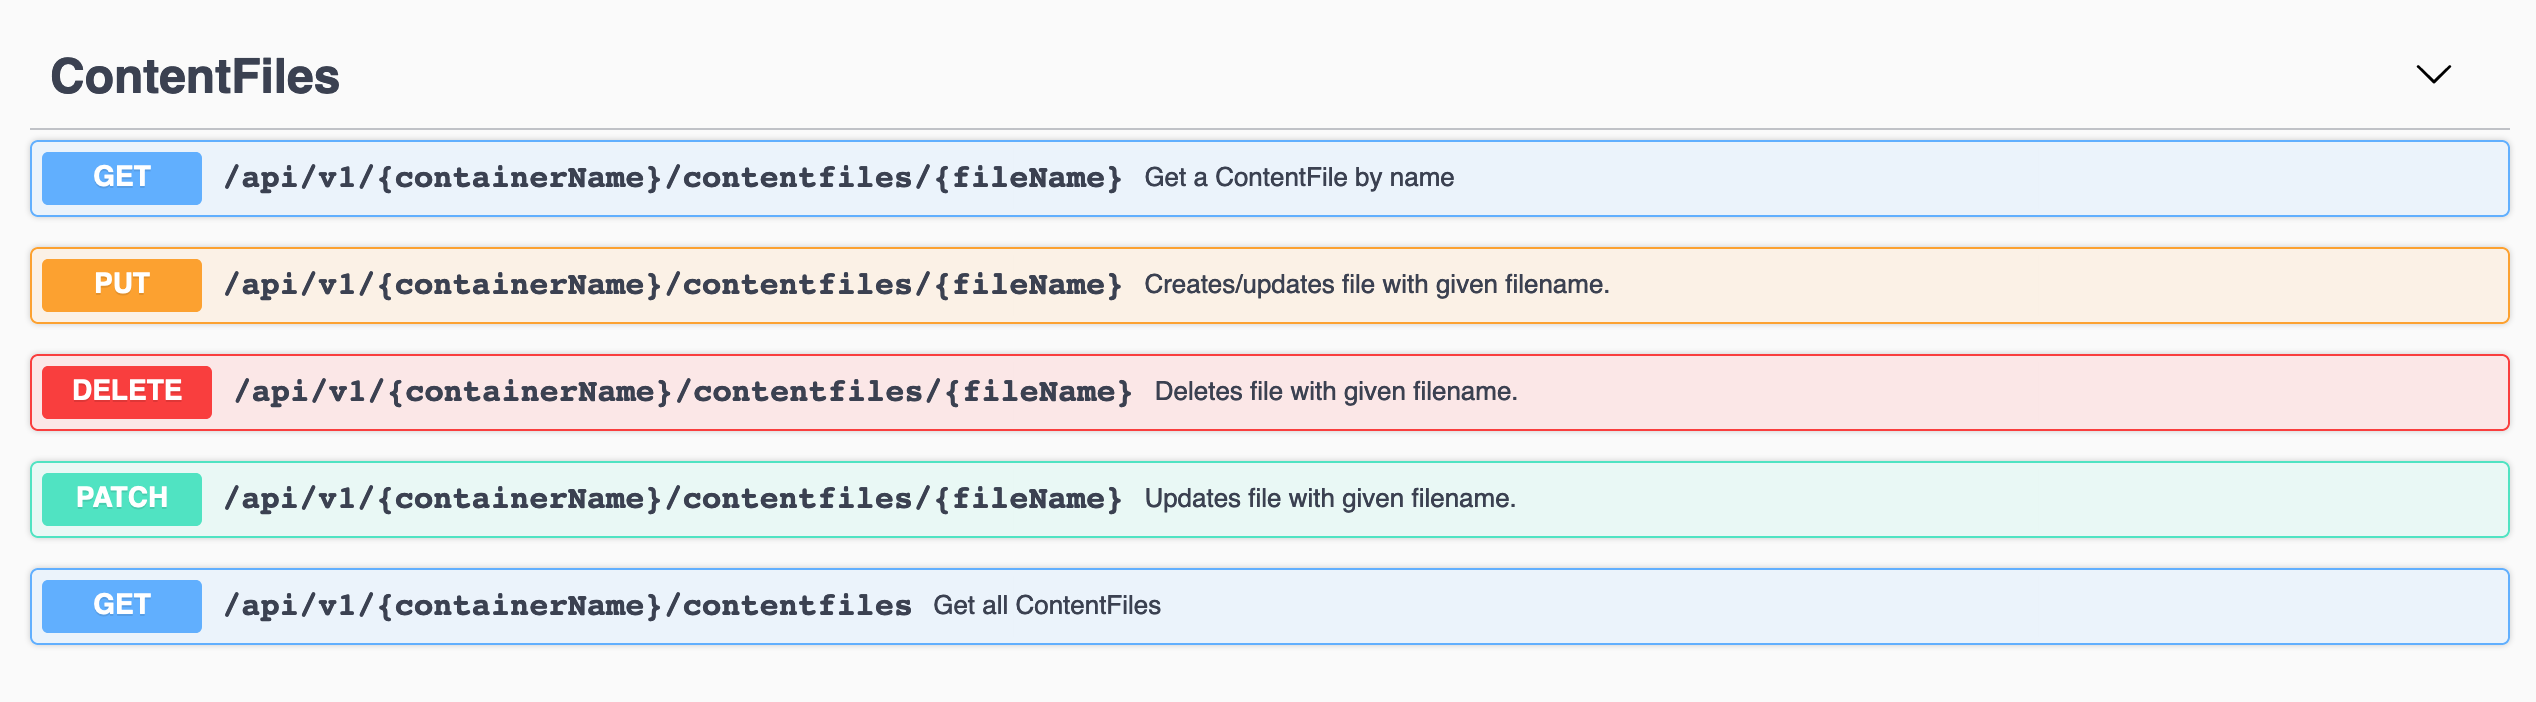 ContentFiles
GET /api/v1/{containerName}/contentfiles/{fileName} Get a ContentFile by name
PUT /api/v1/{containerName}/contentfiles/{fileName} Creates/updates file with given filename.
DELETE /api/v1/{containerName}/contentfiles/{fileName} Deletes file with given filename.
PATCH /api/v1/{containerName}/contentfiles/{fileName} Updates file with given filename.
GET /api/v1/{containerName}/contentfiles Get all ContentFiles